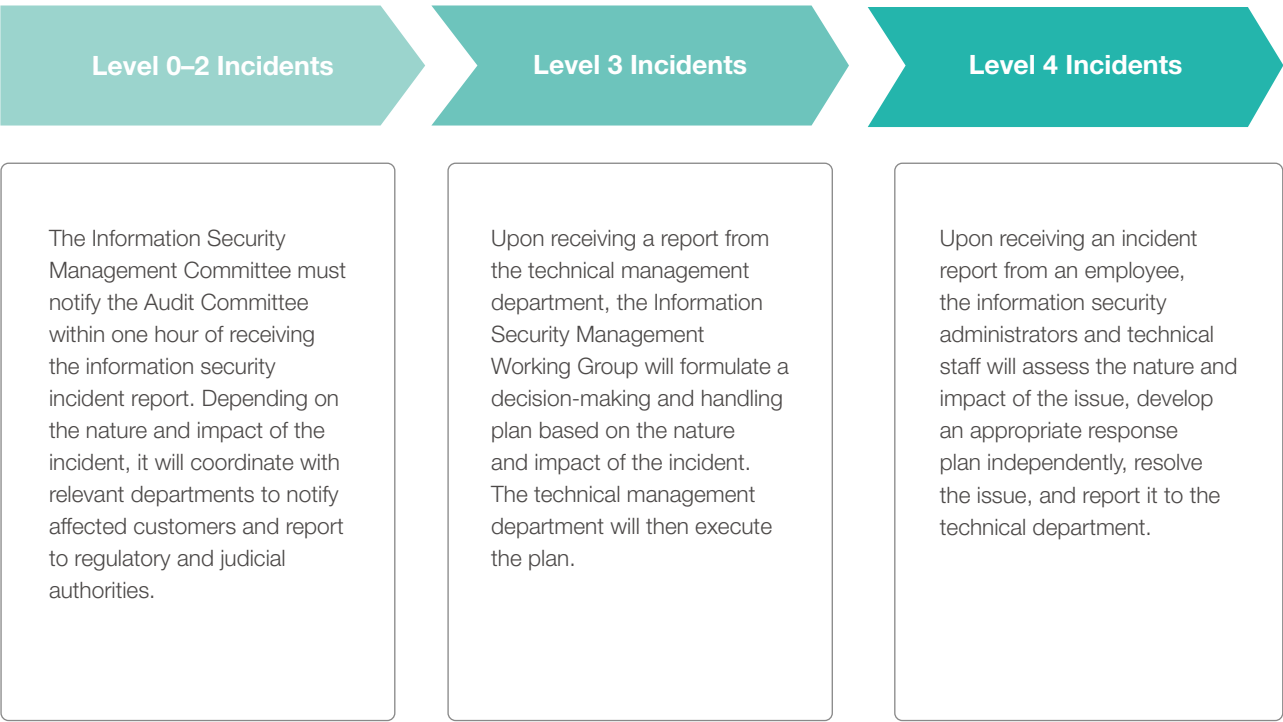 Level 0–2 Incidents
Level 3 Incidents
Level 4 Incidents
The Information Security
Management Committee must
notify the Audit Committee
within one hour of receiving
the information security
incident report. Depending on
the nature and impact of the
incident, it will coordinate with
relevant departments to notify
affected customers and report
to regulatory and judicial
authorities.
Upon receiving a report from
the technical management
department, the Information
Security Management
Working Group will formulate a
decision-making and handling
plan based on the nature
and impact of the incident.
The technical management
department will then execute
the plan.
Upon receiving an incident
report from an employee,
the information security
administrators and technical
staff will assess the nature and
impact of the issue, develop
an appropriate response
plan independently, resolve
the issue, and report it to the
technical department.